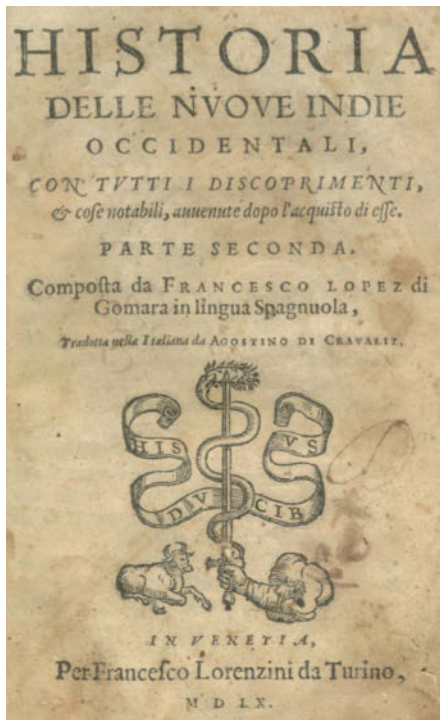 HISTORIA
DELLE NVOVE INDIE
OCCIDENTALI,
CON TVTTI I DISCOPRIMENTI,
& coſe notabili, auuenute dopo l'acquiſto di eſſe.
PARTE SECONDA.
Compoſta da FRANCESCO LOPEZ di
Gomara in lingua Spagnuola,
Tradotta nella Italiana da AGOSTINO DI CRAVALIZ.
HIS VS
DV CIB
IN VENETIA,
Per Franceſco Lorenzini da Turino,
M D LX.